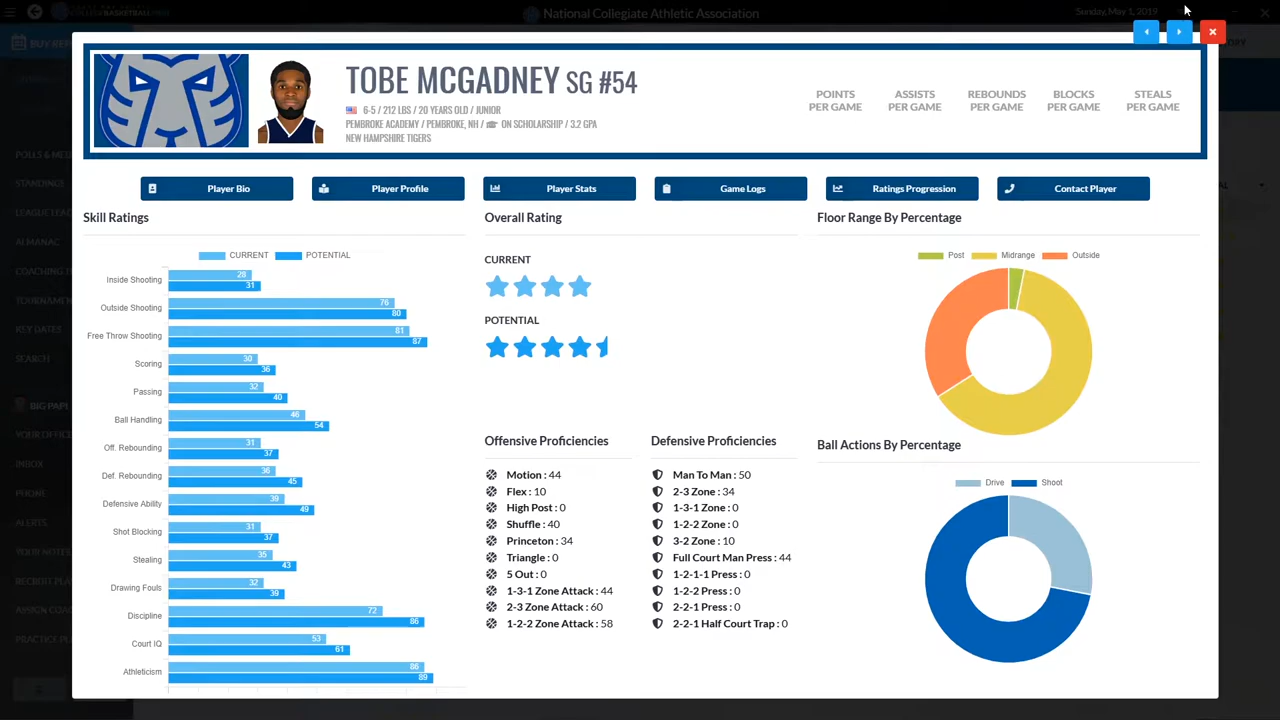 National Collegiate Athletic Association
Sunday, May 1, 2019
TOBE MCGADNEY SG #54
6-5 / 212 LBS / 20 YEARS OLD / JUNIOR
PEMBROKE ACADEMY / PEMBROKE, NH / ON SCHOLARSHIP / 3.2 GPA
NEW HAMPSHIRE TIGERS
POINTS PER GAME
ASSISTS PER GAME
REBOUNDS PER GAME
BLOCKS PER GAME
STEALS PER GAME
Player Bio
Player Profile
Player Stats
Game Logs
Ratings Progression
Contact Player
Skill Ratings
CURRENT POTENTIAL
Inside Shooting 28 31
Outside Shooting 76 80
Free Throw Shooting 81 87
Scoring 30 36
Passing 32 40
Ball Handling 46 54
Off. Rebounding 31 37
Def. Rebounding 36 45
Defensive Ability 39 49
Shot Blocking 31 37
Stealing 35 43
Drawing Fouls 32 39
Discipline 72 86
Court IQ 53 61
Athleticism 86 89
Overall Rating
CURRENT
POTENTIAL
Offensive Proficiencies
Motion : 44
Flex : 10
High Post : 0
Shuffle : 40
Princeton : 34
Triangle : 0
5 Out : 0
1-3-1 Zone Attack : 44
2-3 Zone Attack : 60
1-2-2 Zone Attack : 58
Defensive Proficiencies
Man To Man : 50
2-3 Zone : 34
1-3-1 Zone : 0
1-2-2 Zone : 0
3-2 Zone : 10
Full Court Man Press : 44
1-2-1-1 Press : 0
1-2-2 Press : 0
2-2-1 Press : 0
2-2-1 Half Court Trap : 0
Floor Range By Percentage
Post Midrange Outside
Ball Actions By Percentage
Drive Shoot
STANDINGS
ALMANAC
KEY DATES
SEARCH
BIG PAPI
INBOX
PHONE
ALERTS